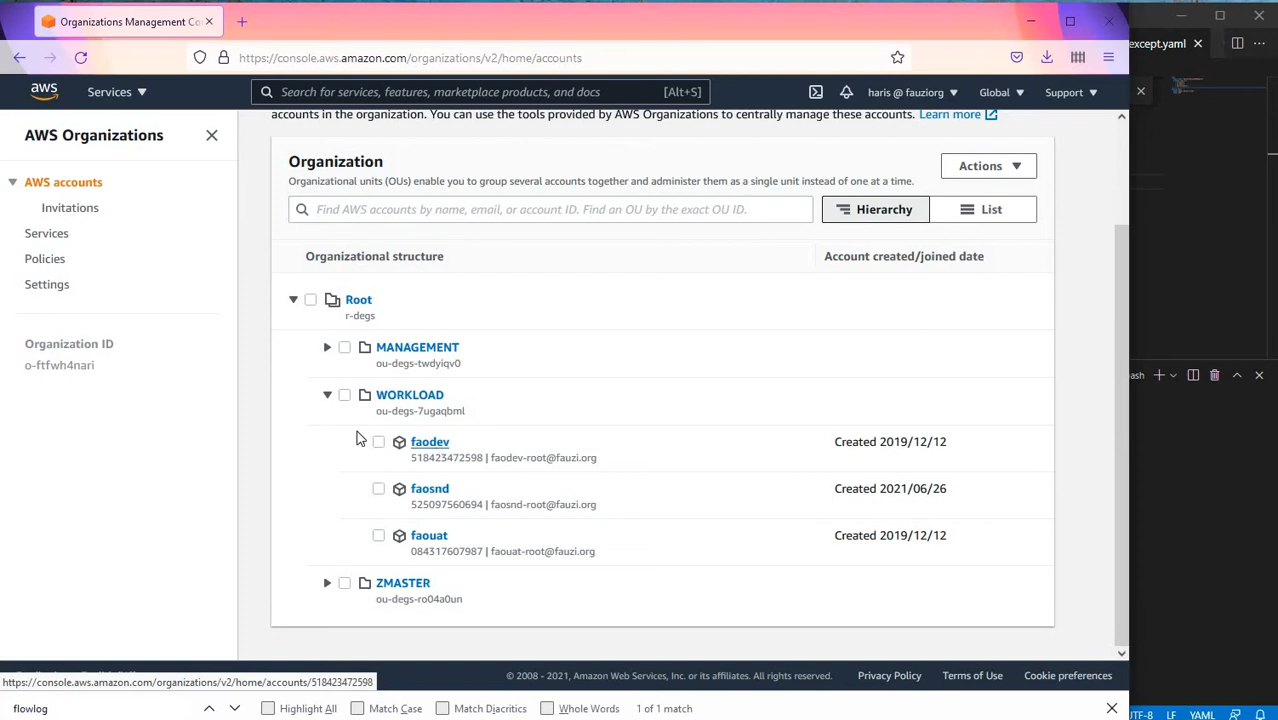 Organizations Management Co
except.yaml
https://console.aws.amazon.com/organizations/v2/home/accounts
aws
Services
Search for services, features, marketplace products, and docs
[Alt+S]
haris @ fauziorg
Global
Support
AWS Organizations
AWS accounts
Invitations
Services
Policies
Settings
Organization ID
o-ftfwh4nari
accounts in the organization. You can use the tools provided by AWS Organizations to centrally manage these accounts. Learn more
Organization
Actions
Organizational units (OUs) enable you to group several accounts together and administer them as a single unit instead of one at a time.
Find AWS accounts by name, email, or account ID. Find an OU by the exact OU ID.
Hierarchy
List
Organizational structure
Account created/joined date
Root
r-degs
MANAGEMENT
ou-degs-twdyiqv0
WORKLOAD
ou-degs-7ugaqbml
faodev
Created 2019/12/12
518423472598 | faodev-root@fauzi.org
faosnd
Created 2021/06/26
525097560694 | faosnd-root@fauzi.org
faouat
Created 2019/12/12
084317607987 | faouat-root@fauzi.org
ZMASTER
ou-degs-ro04a0un
ash
© 2008 - 2021, Amazon Web Services, Inc. or its affiliates. All rights reserved.
Privacy Policy
Terms of Use
Cookie preferences
https://console.aws.amazon.com/organizations/v2/home/accounts/518423472598
flowlog
Highlight All
Match Case
Match Diacritics
Whole Words
1 of 1 match
UTF-8
LF
YAML